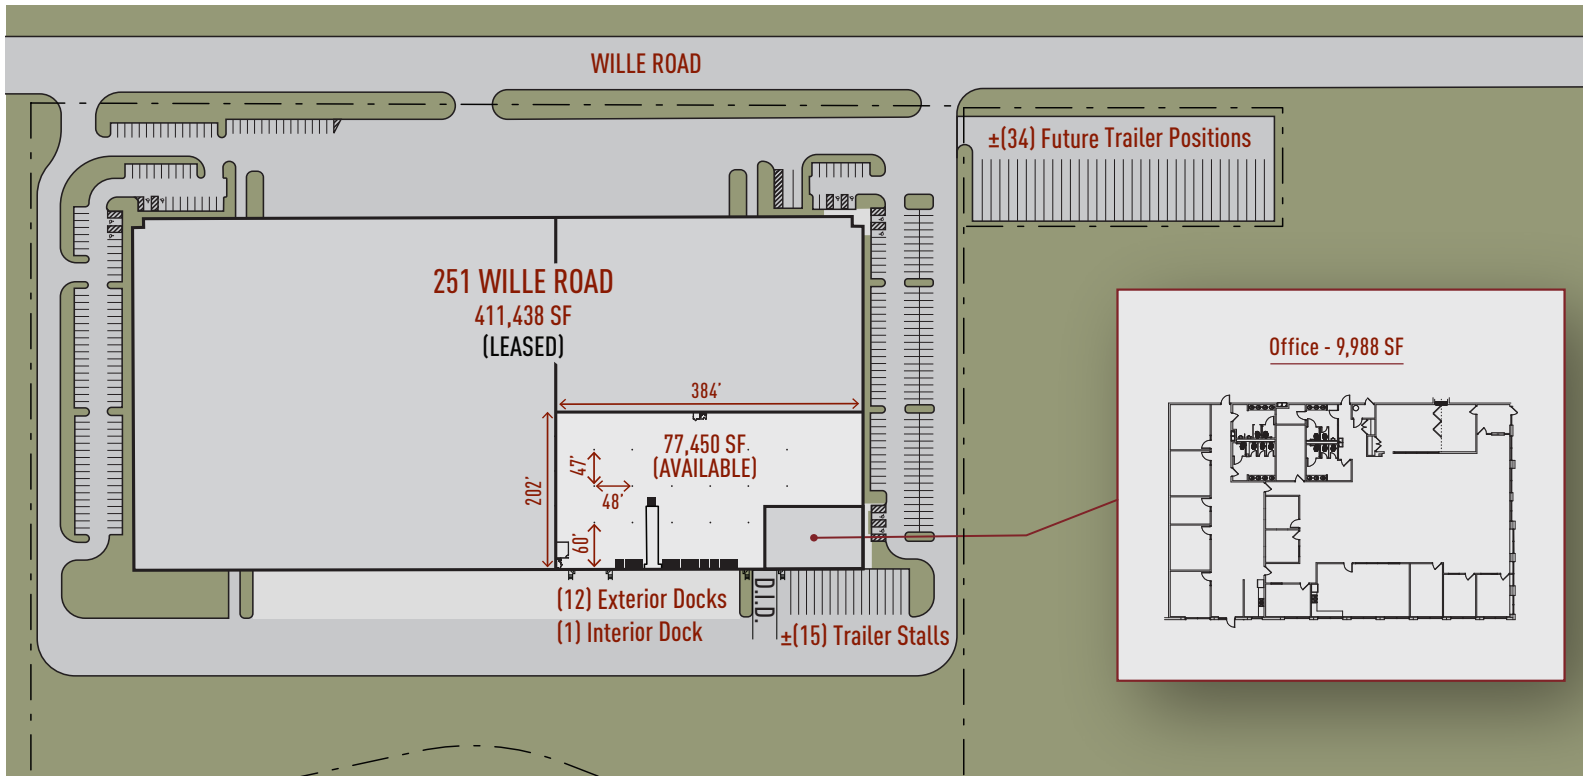 WILLE ROAD
±(34) Future Trailer Positions
251 WILLE ROAD
411,438 SF
(LEASED)
Office - 9,988 SF
384'
77,450 SF
(AVAILABLE)
47'
202'
48'
60'
(12) Exterior Docks
(1) Interior Dock
D.I.D.
±(15) Trailer Stalls